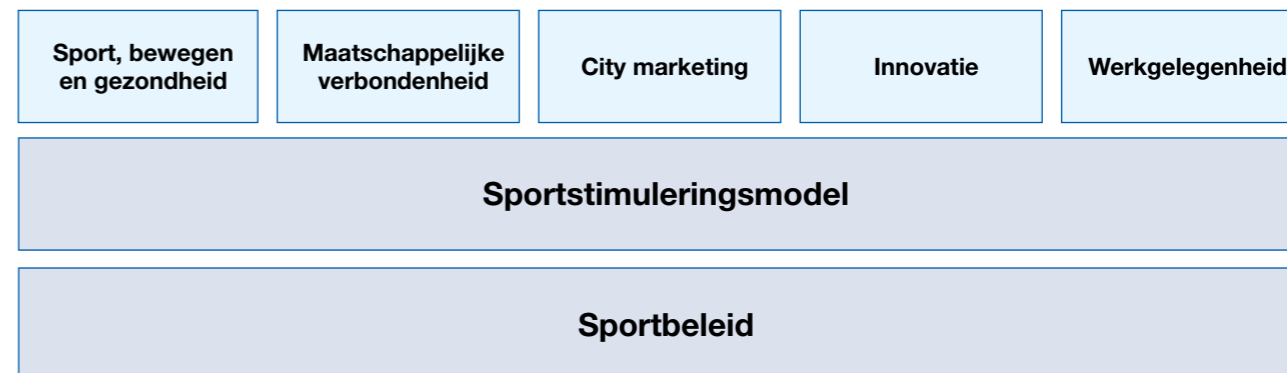 Sport, bewegen
en gezondheid
Maatschappelijke
verbondenheid
City marketing
Innovatie
Werkgelegenheid
Sportstimuleringsmodel
Sportbeleid